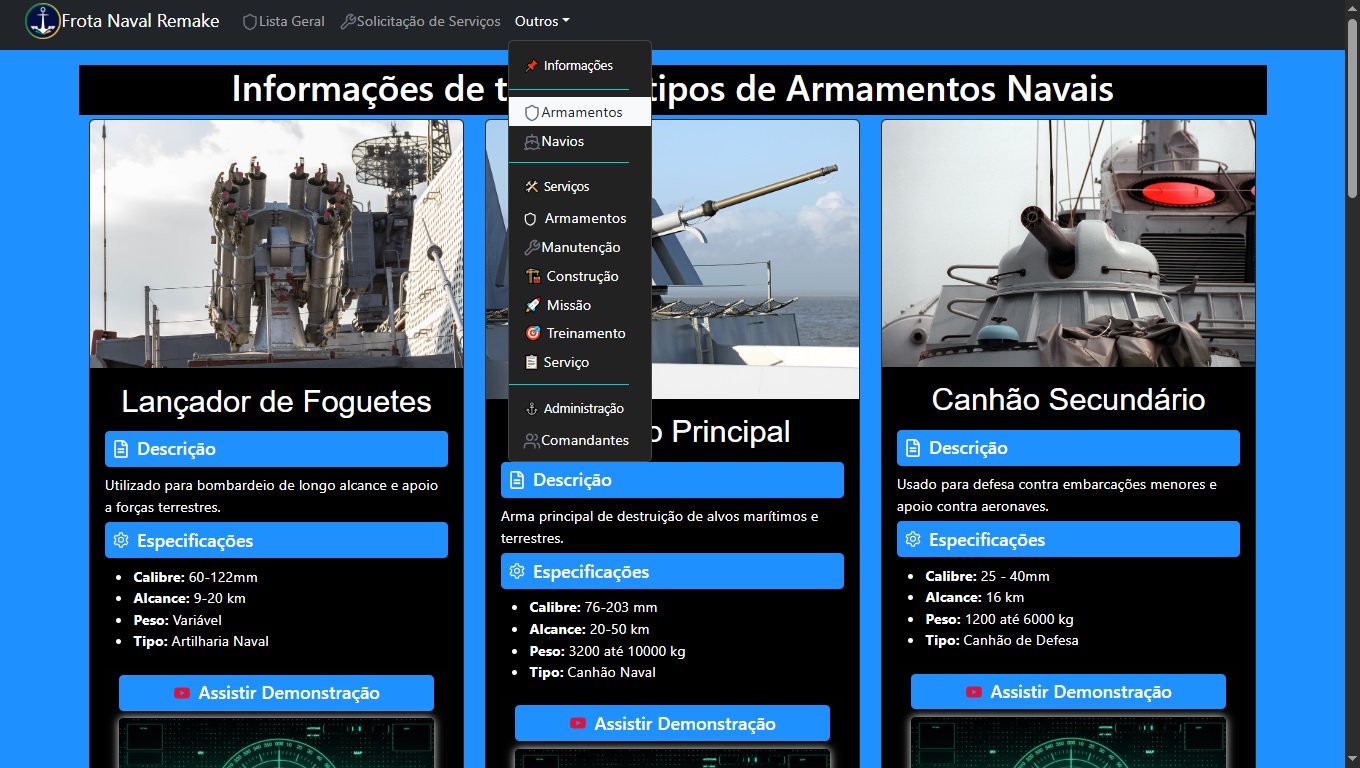 Frota Naval Remake
Lista Geral
Solicitação de Serviços
Outros
Informações
Armamentos
Navios
Serviços
Armamentos
Manutenção
Construção
Missão
Treinamento
Serviço
Administração
Comandantes
Informações de t tipos de Armamentos Navais
Lançador de Foguetes
Descrição
Utilizado para bombardeio de longo alcance e apoio
a forças terrestres.
Especificações
Calibre: 60-122mm
Alcance: 9-20 km
Peso: Variável
Tipo: Artilharia Naval
Assistir Demonstração
o Principal
Descrição
Arma principal de destruição de alvos marítimos e
terrestres.
Especificações
Calibre: 76-203 mm
Alcance: 20-50 km
Peso: 3200 até 10000 kg
Tipo: Canhão Naval
Assistir Demonstração
Canhão Secundário
Descrição
Usado para defesa contra embarcações menores e
apoio contra aeronaves.
Especificações
Calibre: 25 - 40mm
Alcance: 16 km
Peso: 1200 até 6000 kg
Tipo: Canhão de Defesa
Assistir Demonstração